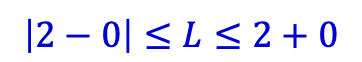 |2 − 0| ≤ L ≤ 2 + 0